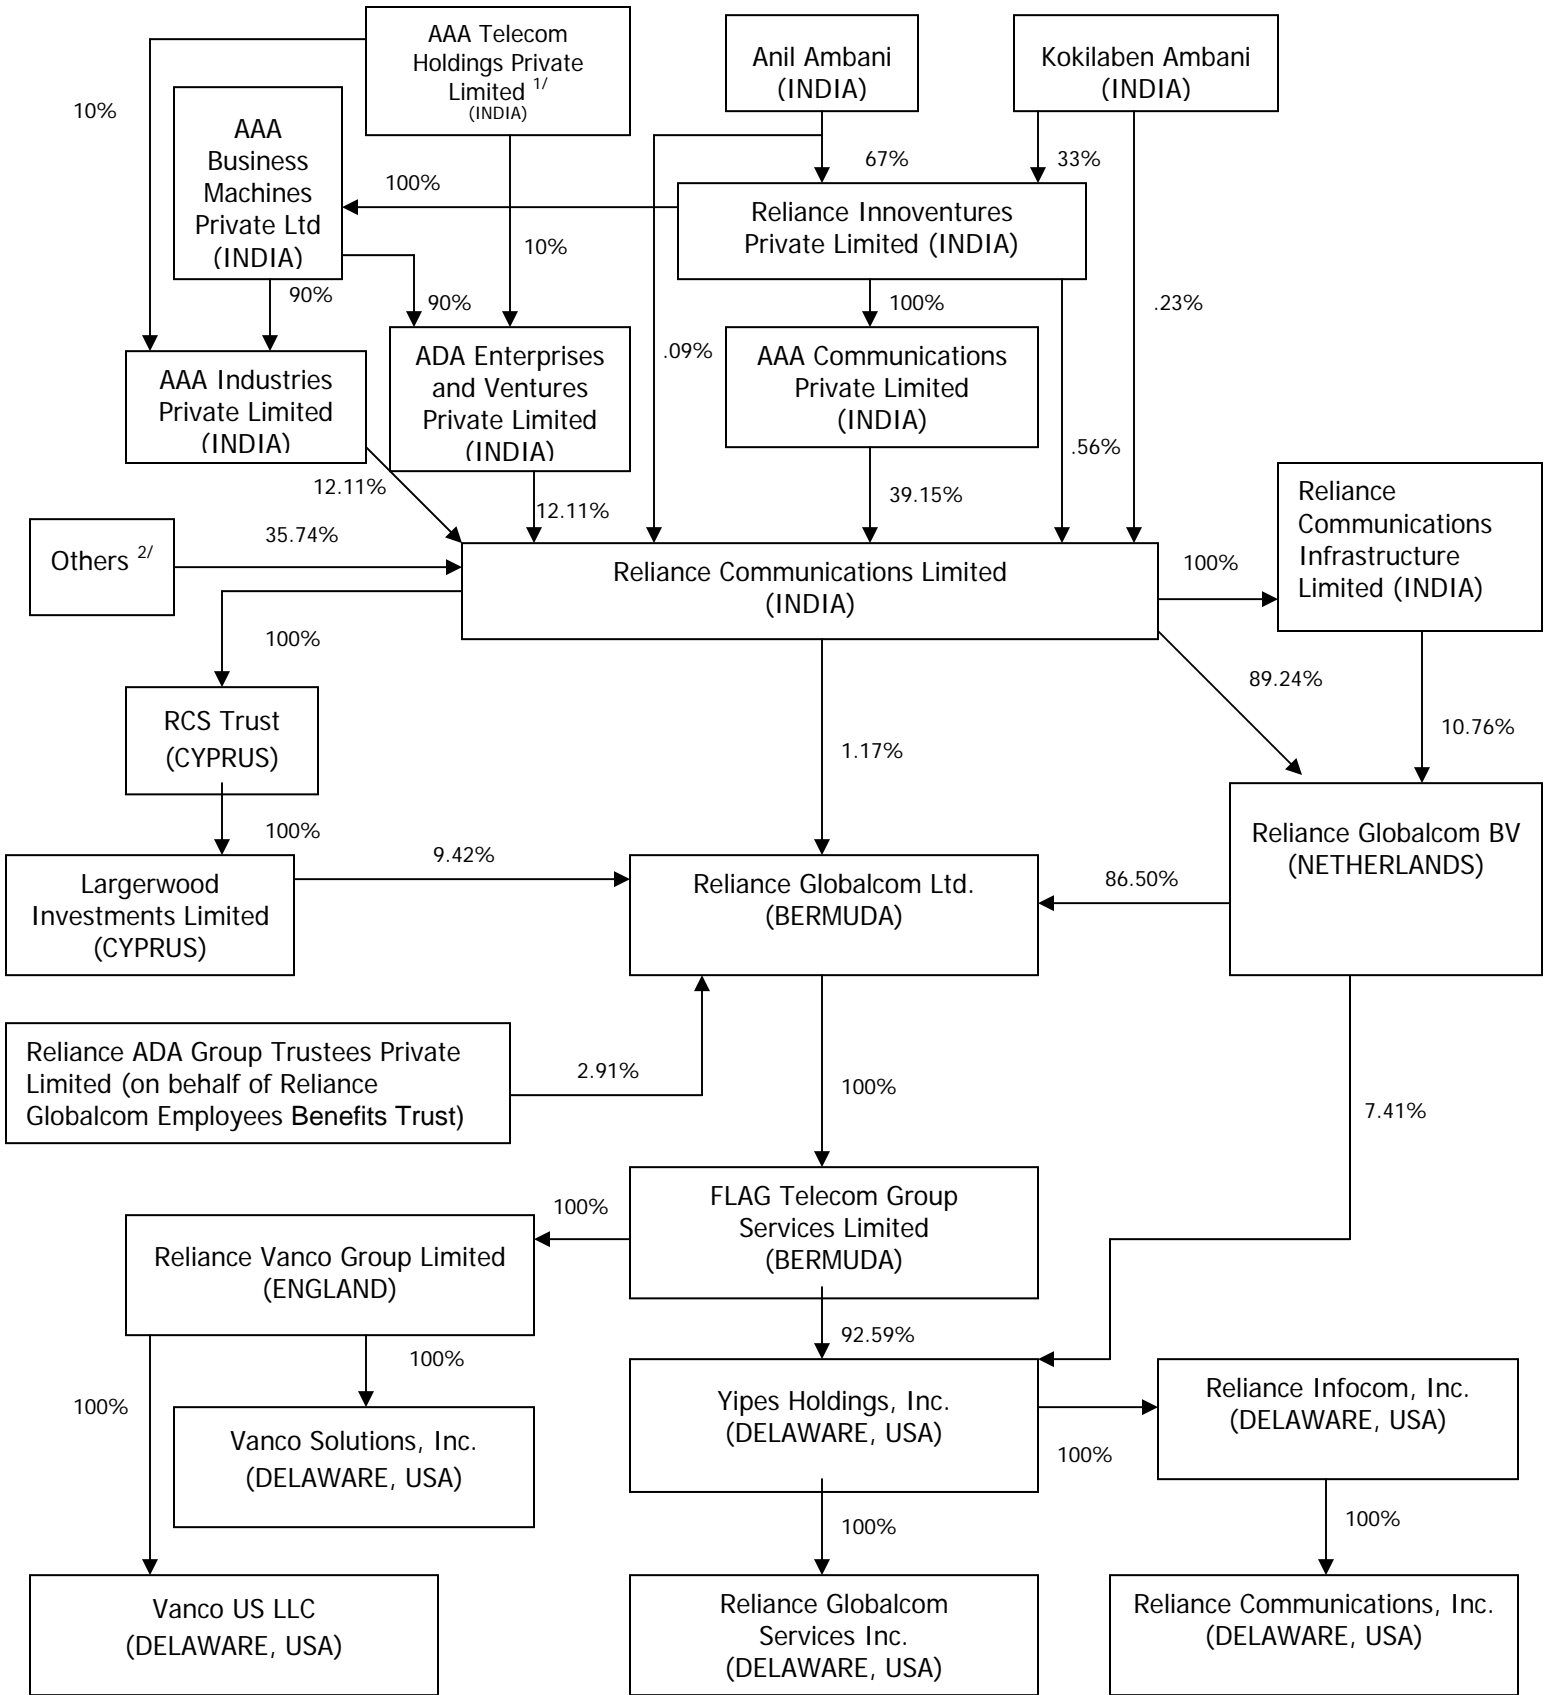 AAA Telecom
Holdings Private
Limited 1/
(INDIA)
Anil Ambani
(INDIA)
Kokilaben Ambani
(INDIA)
10%
AAA
Business
Machines
Private Ltd
(INDIA)
100%
67%
33%
Reliance Innoventures
Private Limited (INDIA)
10%
90%
90%
100%
.23%
.09%
AAA Industries
Private Limited
(INDIA)
ADA Enterprises
and Ventures
Private Limited
(INDIA)
AAA Communications
Private Limited
(INDIA)
.56%
12.11%
12.11%
39.15%
Reliance
Communications
Infrastructure
Limited (INDIA)
Others 2/
35.74%
Reliance Communications Limited
(INDIA)
100%
100%
89.24%
10.76%
RCS Trust
(CYPRUS)
1.17%
100%
9.42%
Largerwood
Investments Limited
(CYPRUS)
Reliance Globalcom Ltd.
(BERMUDA)
86.50%
Reliance Globalcom BV
(NETHERLANDS)
Reliance ADA Group Trustees Private
Limited (on behalf of Reliance
Globalcom Employees Benefits Trust)
2.91%
100%
7.41%
FLAG Telecom Group
Services Limited
(BERMUDA)
100%
Reliance Vanco Group Limited
(ENGLAND)
92.59%
100%
100%
Vanco Solutions, Inc.
(DELAWARE, USA)
Yipes Holdings, Inc.
(DELAWARE, USA)
100%
Reliance Infocom, Inc.
(DELAWARE, USA)
100%
100%
Vanco US LLC
(DELAWARE, USA)
Reliance Globalcom
Services Inc.
(DELAWARE, USA)
Reliance Communications, Inc.
(DELAWARE, USA)